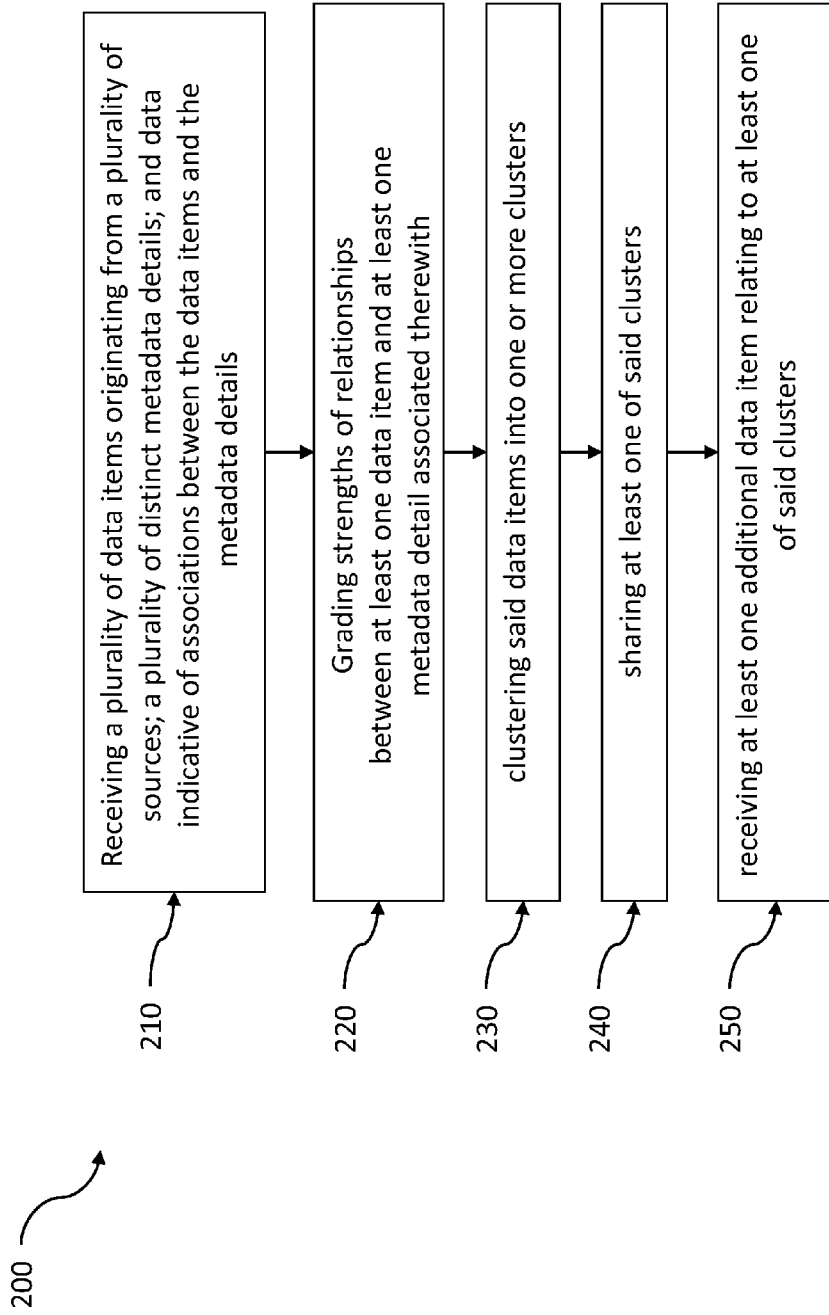 200
210
Receiving a plurality of data items originating from a plurality of
sources; a plurality of distinct metadata details; and data
indicative of associations between the data items and the
metadata details
220
Grading strengths of relationships
between at least one data item and at least one
metadata detail associated therewith
230
clustering said data items into one or more clusters
240
sharing at least one of said clusters
250
receiving at least one additional data item relating to at least one
of said clusters